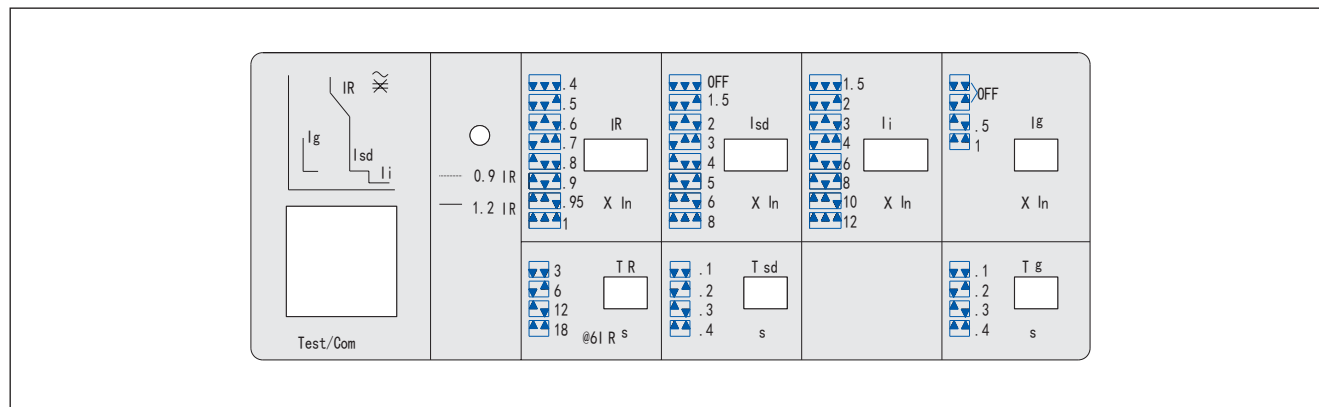 IR
Ig
Isd
Ii
Test/Com
0.9 IR
1.2 IR
.4
.5
.6
.7
.8
.9
.95
1
IR
X In
OFF
1.5
2
3
4
5
6
8
Isd
X In
1.5
2
3
4
6
8
10
12
Ii
X In
OFF
.5
1
Ig
X In
3
6
12
18
TR
@6IR s
.1
.2
.3
.4
Tsd
s
.1
.2
.3
.4
Tg
s